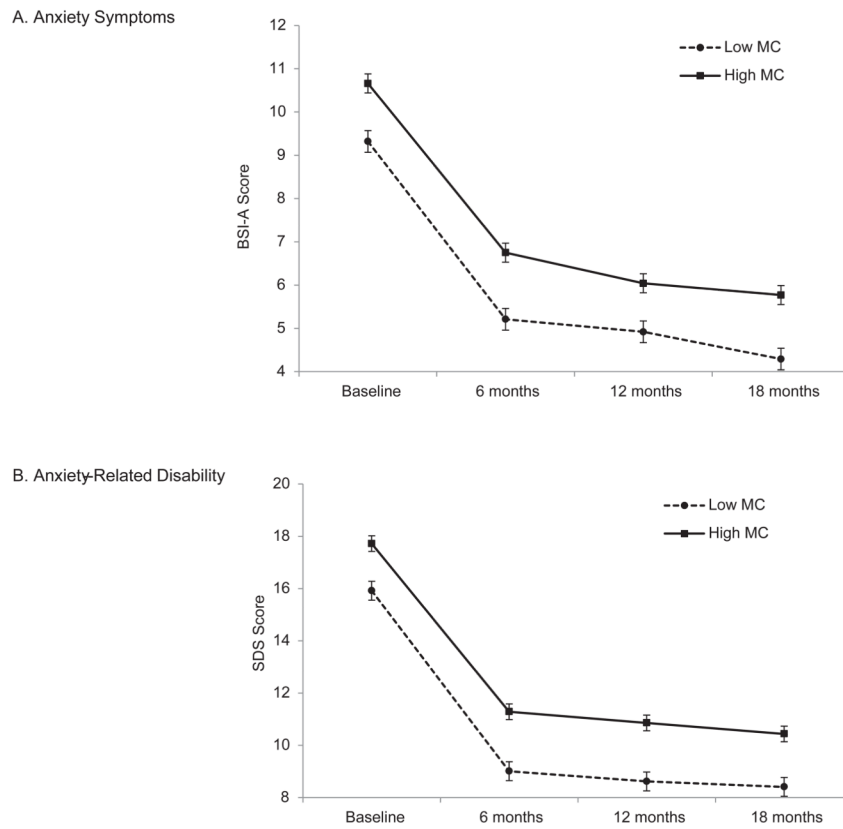 A. Anxiety Symptoms
Low MC
High MC
12
11
10
9
8
7
6
5
4
BSI-A Score
Baseline 6 months 12 months 18 months
B. Anxiety-Related Disability
Low MC
High MC
20
18
16
14
12
10
8
SDS Score
Baseline 6 months 12 months 18 months